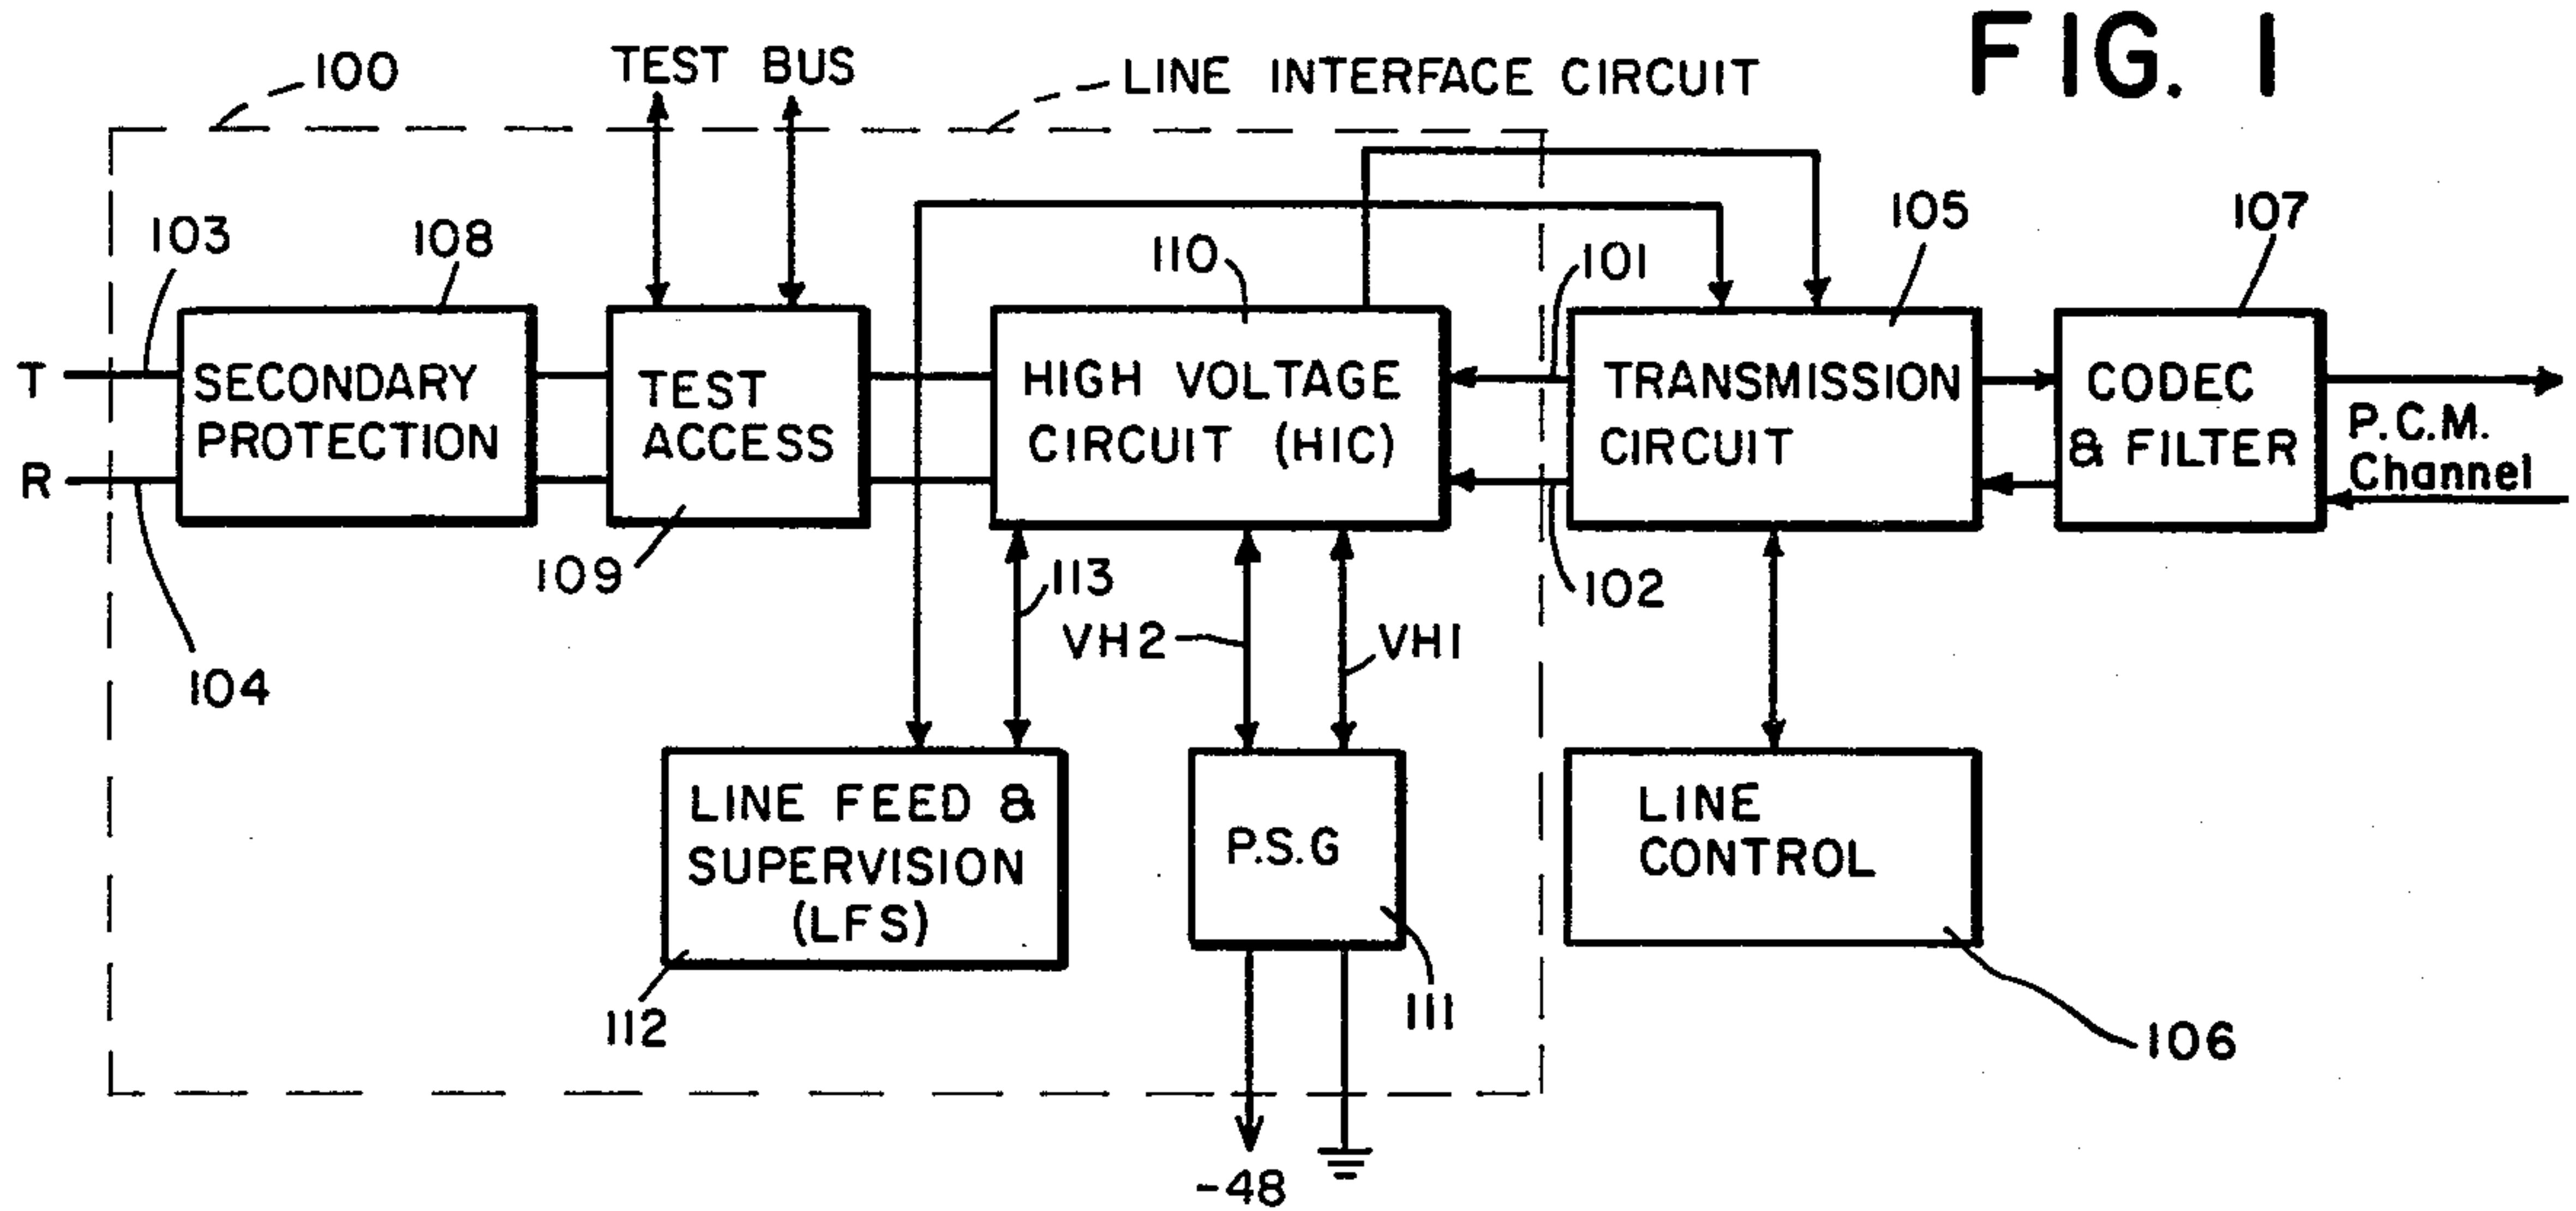 FIG. 1
100
TEST BUS
LINE INTERFACE CIRCUIT
103
108
110
101
105
107
T
R
SECONDARY
PROTECTION
TEST
ACCESS
HIGH VOLTAGE
CIRCUIT (HIC)
TRANSMISSION
CIRCUIT
CODEC
& FILTER
P.C.M.
Channel
104
109
113
VH2
VH1
102
LINE FEED &
SUPERVISION
(LFS)
P.S.G
LINE
CONTROL
112
111
106
-48